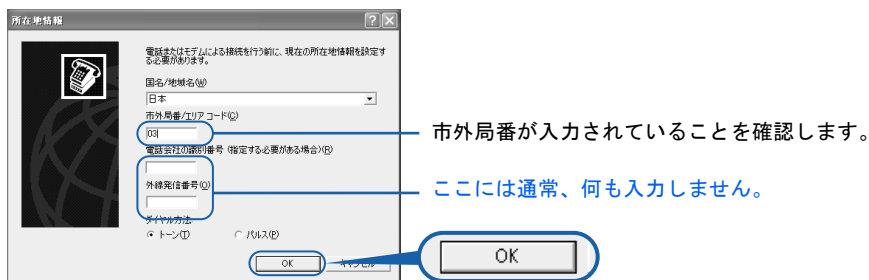 所在地情報
電話またはモデムによる接続を行う前に、現在の所在地情報を設定す
る必要があります。
国名/地域名(W)
日本
市外局番/エリア コード(C)
03
市外局番が入力されていることを確認します。
電話会社の識別番号 (指定する必要がある場合)(R)
外線発信番号(O)
ここには通常、何も入力しません。
ダイヤル方法:
トーン(T)
パルス(P)
OK
キャンセル
OK